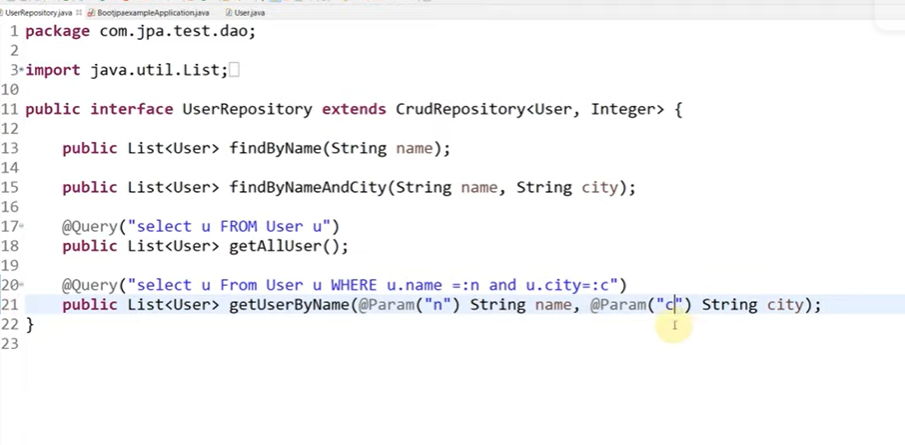 UserRepository.java BootjpaexampleApplication.java User.java
1 package com.jpa.test.dao;
2
3 import java.util.List;
10
11 public interface UserRepository extends CrudRepository<User, Integer> {
12
13 public List<User> findByName(String name);
14
15 public List<User> findByNameAndCity(String name, String city);
16
17 @Query("select u FROM User u")
18 public List<User> getAllUser();
19
20 @Query("select u From User u WHERE u.name =:n and u.city=:c")
21 public List<User> getUserByName(@Param("n") String name, @Param("c") String city);
22 }
23